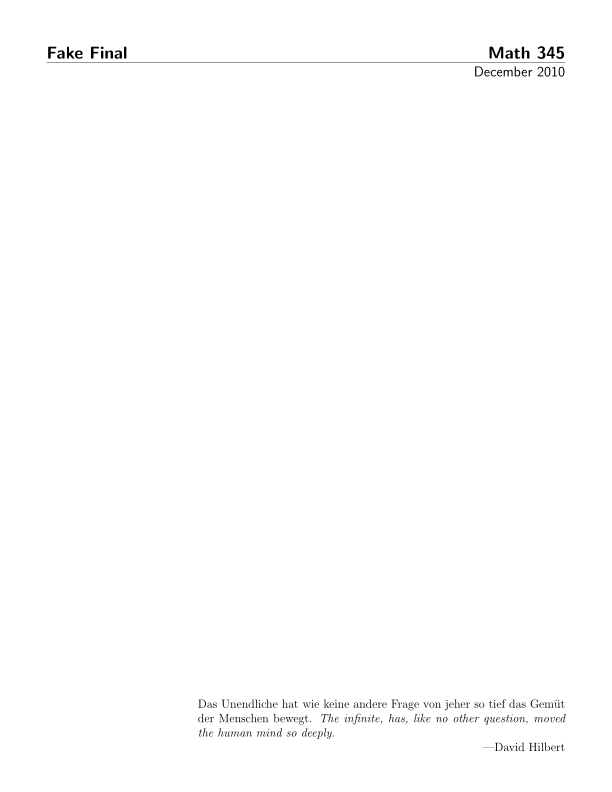 Fake Final Math 345
December 2010
Das Unendliche hat wie keine andere Frage von jeher so tief das Gemüt
der Menschen bewegt. The infinite, has, like no other question, moved
the human mind so deeply.
—David Hilbert